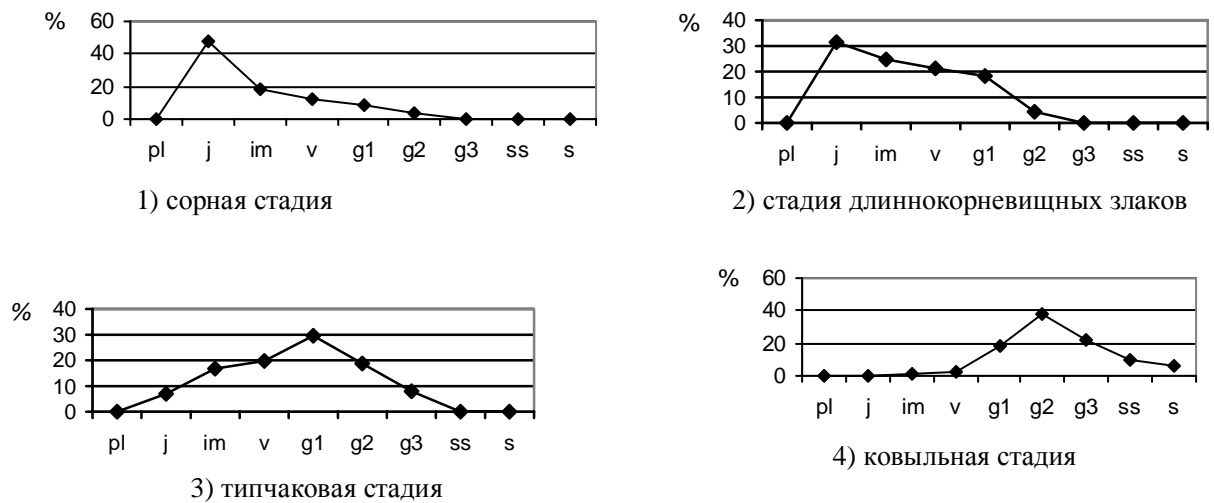 %
60
40
20
0
pl j im v g1 g2 g3 ss s
1) сорная стадия
%
40
30
20
10
0
pl j im v g1 g2 g3 ss s
2) стадия длиннокорневищных злаков
%
40
30
20
10
0
pl j im v g1 g2 g3 ss s
3) типчаковая стадия
%
60
40
20
0
pl j im v g1 g2 g3 ss s
4) ковыльная стадия